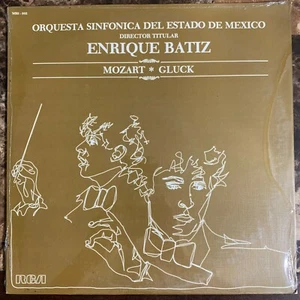 ORQUESTA SINFONICA DEL ESTADO DE MEXICO
DIRECTOR TITULAR
ENRIQUE BATIZ
MOZART * GLUCK
RCA